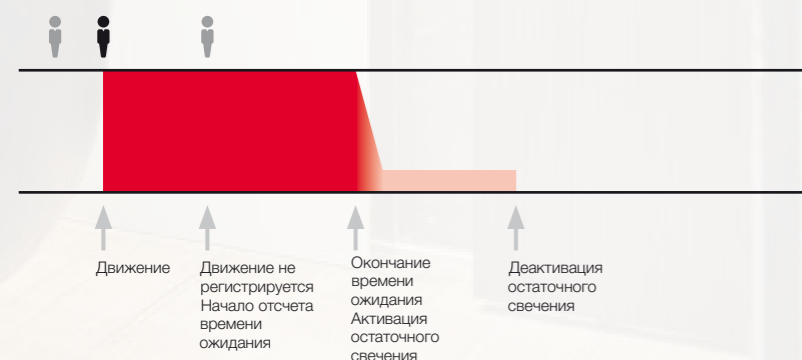 Движение
Движение не
регистрируется
Начало отсчета
времени
ожидания
Окончание
времени
ожидания
Активация
остаточного
свечения
Деактивация
остаточного
свечения